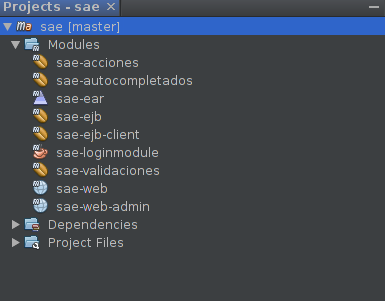 Projects - sae
ma sae [master]
Modules
sae-acciones
sae-autocompletados
sae-ear
sae-ejb
sae-ejb-client
sae-loginmodule
sae-validaciones
sae-web
sae-web-admin
Dependencies
Project Files